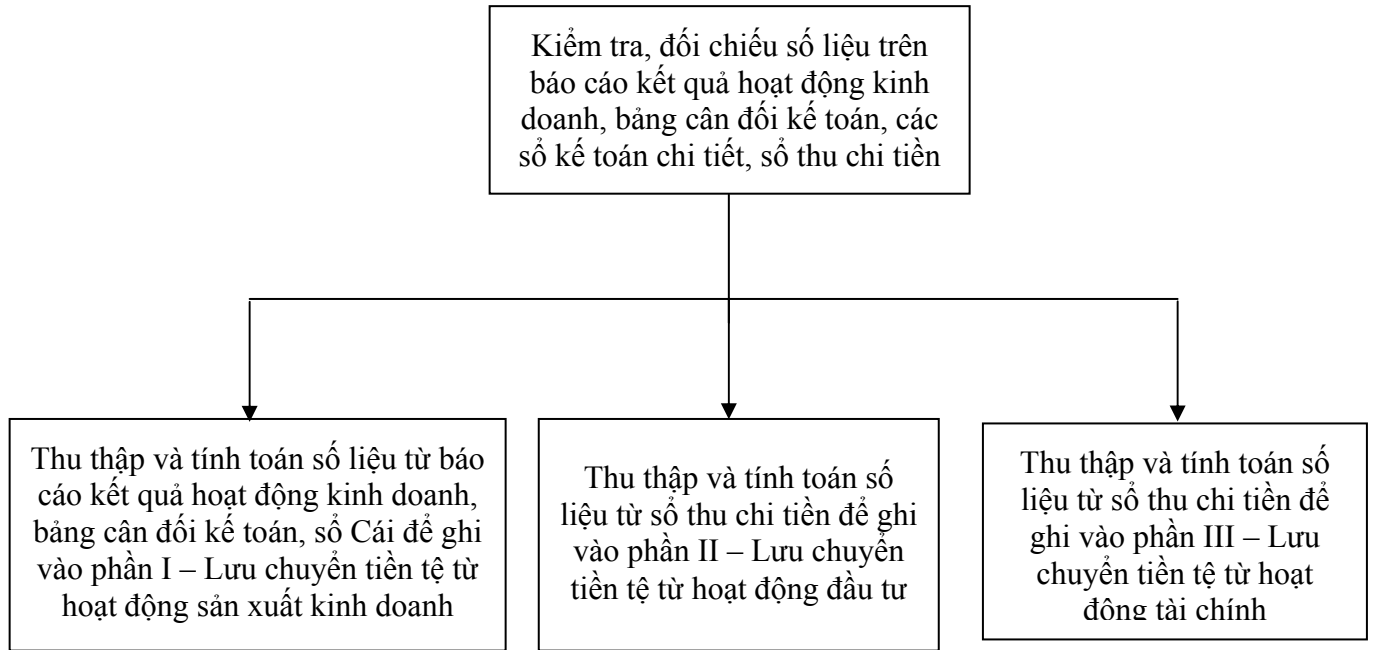 Kiểm tra, đối chiếu số liệu trên
báo cáo kết quả hoạt động kinh
doanh, bảng cân đối kế toán, các
sổ kế toán chi tiết, sổ thu chi tiền
Thu thập và tính toán số liệu từ báo
cáo kết quả hoạt động kinh doanh,
bảng cân đối kế toán, sổ Cái để ghi
vào phần I – Lưu chuyển tiền tệ từ
hoạt động sản xuất kinh doanh
Thu thập và tính toán số
liệu từ sổ thu chi tiền để ghi
vào phần II – Lưu chuyển
tiền tệ từ hoạt động đầu tư
Thu thập và tính toán số
liệu từ sổ thu chi tiền để
ghi vào phần III – Lưu
chuyển tiền tệ từ hoạt
động tài chính